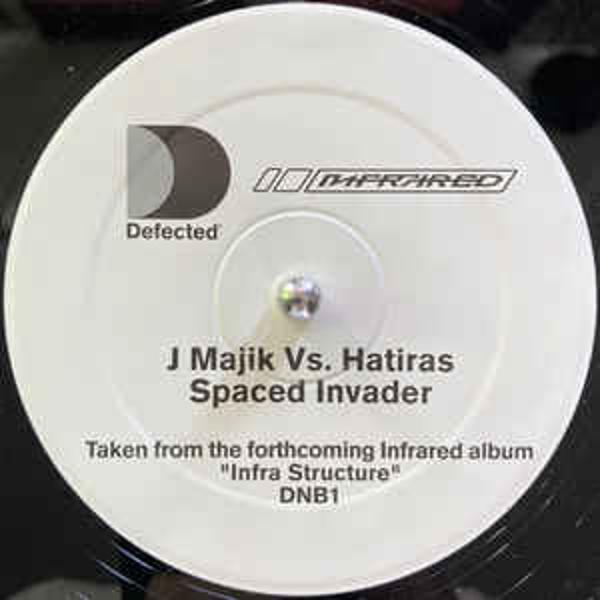 Defected
INFRARED
J Majik Vs. Hatiras
Spaced Invader
Taken from the forthcoming Infrared album
"Infra Structure"
DNB1